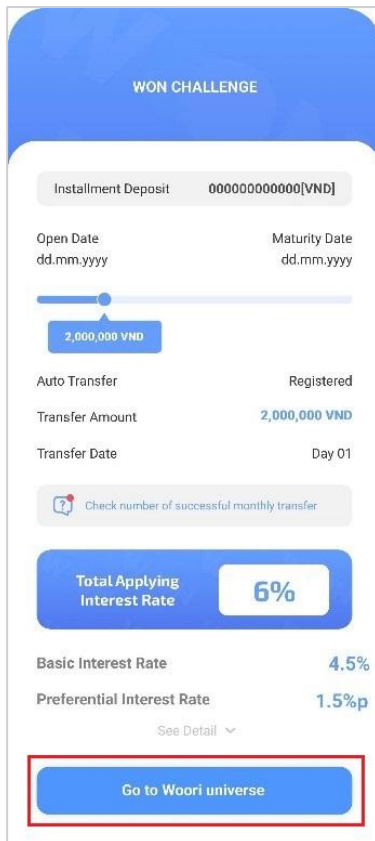 WON CHALLENGE
Installment Deposit 000000000000[VND]
Open Date Maturity Date
dd.mm.yyyy dd.mm.yyyy
2,000,000 VND
Auto Transfer Registered
Transfer Amount 2,000,000 VND
Transfer Date Day 01
? Check number of successful monthly transfer
Total Applying
Interest Rate 6%
Basic Interest Rate 4.5%
Preferential Interest Rate 1.5%p
See Detail
Go to Woori universe